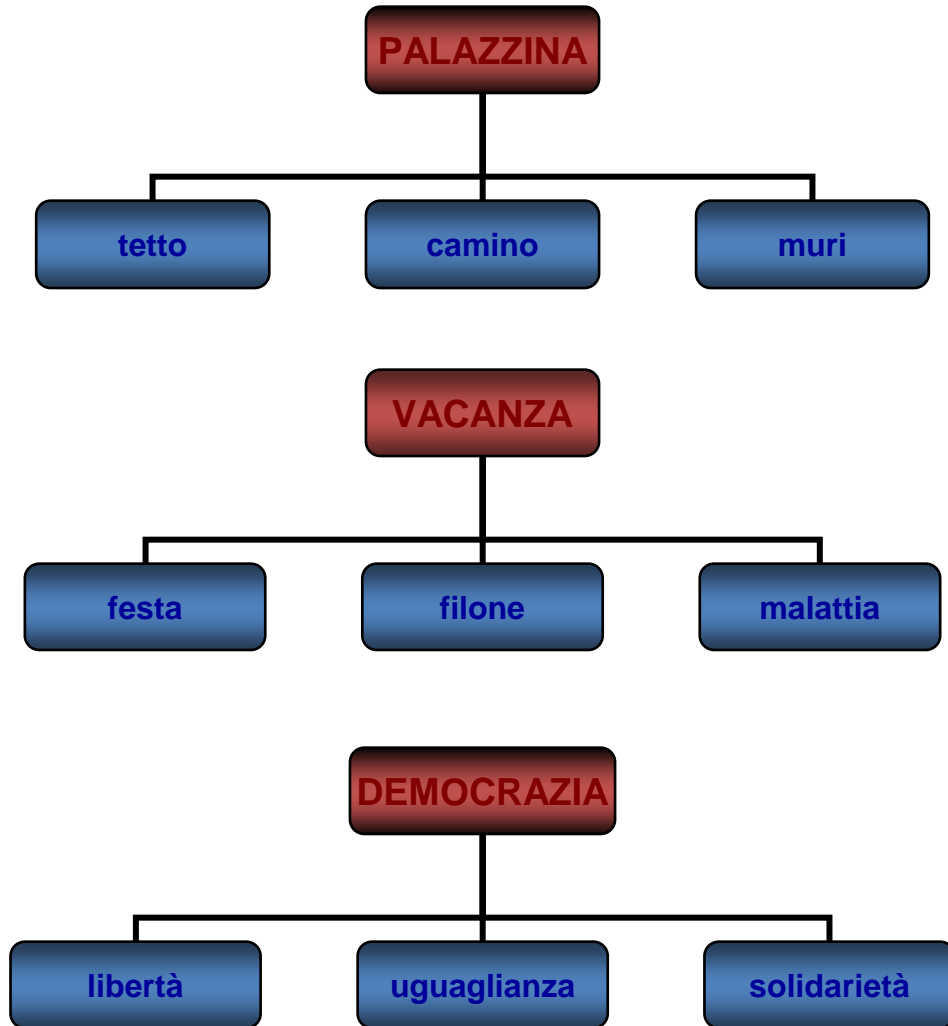 PALAZZINA
tetto camino muri
VACANZA
festa filone malattia
DEMOCRAZIA
libertà uguaglianza solidarietà